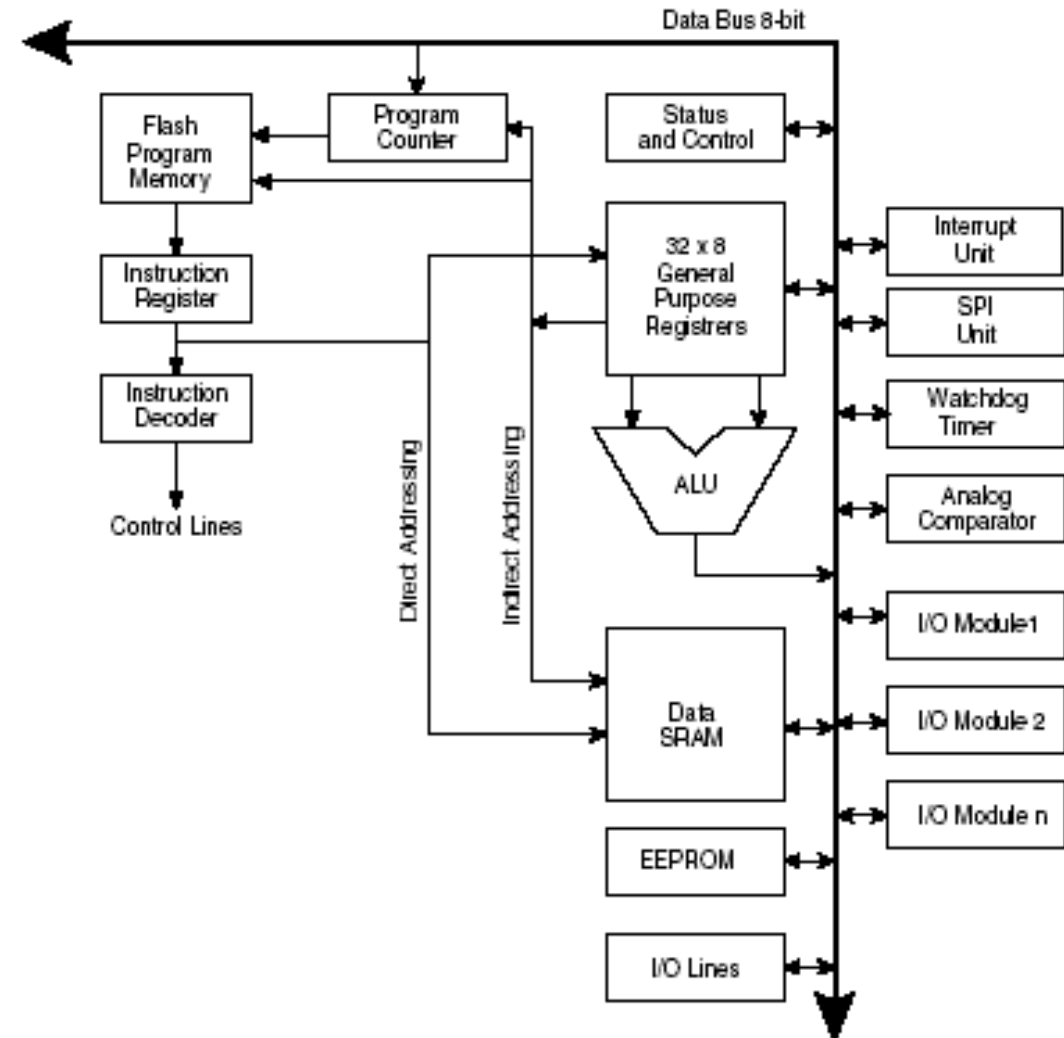 Data Bus 8-bit
Flash
Program
Memory
Program
Counter
Status
and Control
Instruction
Register
32 x 8
General
Purpose
Registrers
Interrupt
Unit
SPI
Unit
Instruction
Decoder
Watchdog
Timer
Control Lines
Direct Addressing
Indirect Addressing
ALU
Analog
Comparator
I/O Module1
Data
SRAM
I/O Module 2
I/O Module n
EEPROM
I/O Lines